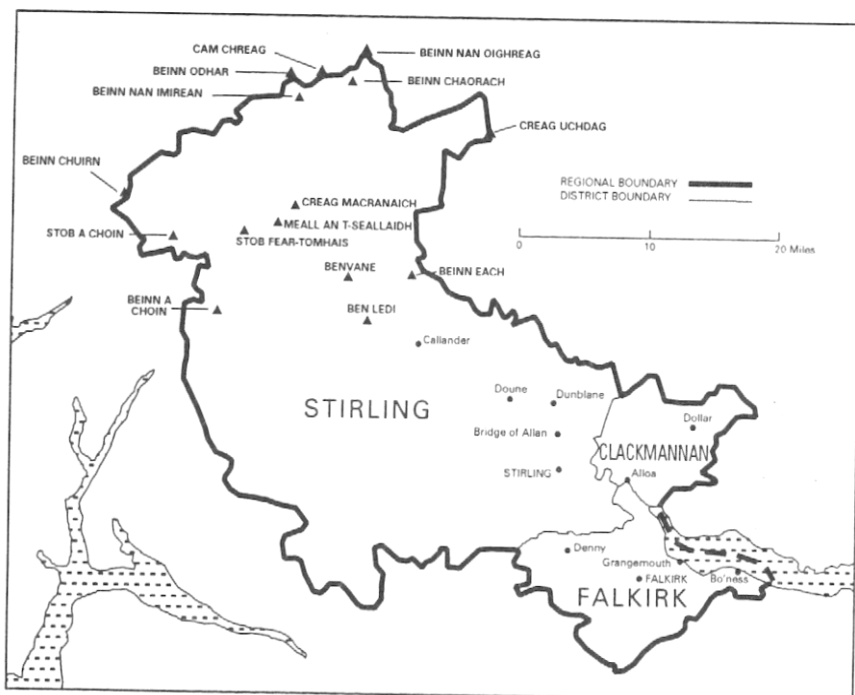 CAM CHREAG
BEINN NAN OIGHREAG
BEINN ODHAR
BEINN CHAORACH
BEINN NAN IMIREAN
CREAG UCHDAG
BEINN CHUIRN
REGIONAL BOUNDARY
DISTRICT BOUNDARY
CREAG MACRANAICH
MEALL AN T-SEALLAIDH
STOB A CHOIN
STOB FEAR-TOMHAIS
0
10
20 Miles
BENVANE
BEINN EACH
BEINN A
CHOIN
BEN LEDI
Callander
Doune
Dunblane
STIRLING
Dollar
Bridge of Allan
CLACKMANNAN
STIRLING
Alloa
Denny
Grangemouth
FALKIRK
Bo'ness
FALKIRK